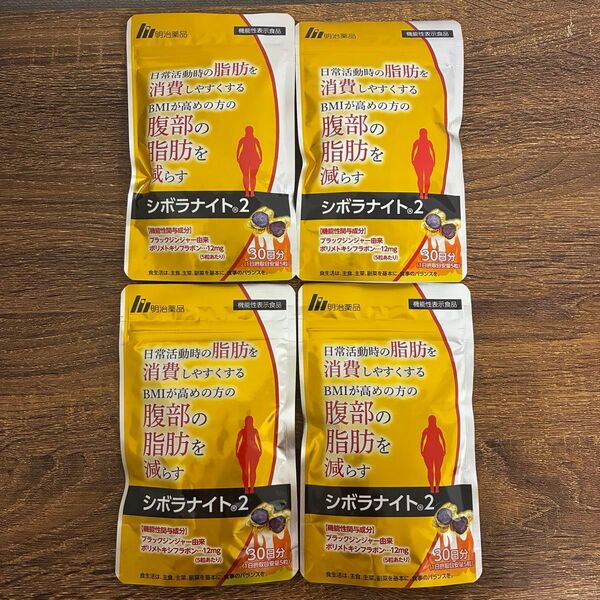 明治薬品
機能性表示食品
日常活動時の脂肪を
消費しやすくする
BMIが高めの方の
腹部の
脂肪を
減らす
シボラナイト®2
【機能性関与成分】
ブラックジンジャー由来
ポリメトキシフラボン…12mg
(5粒あたり)
30回分
(1日摂取目安量5粒)
食生活は、主食、主菜、副菜を基本に、食事のバランスを。
明治薬品
機能性表示食品
日常活動時の脂肪を
消費しやすくする
BMIが高めの方の
腹部の
脂肪を
減らす
シボラナイト®2
【機能性関与成分】
ブラックジンジャー由来
ポリメトキシフラボン…12mg
(5粒あたり)
30回分
(1日摂取目安量5粒)
食生活は、主食、主菜、副菜を基本に、食事のバランスを。
明治薬品
機能性表示食品
日常活動時の脂肪を
消費しやすくする
BMIが高めの方の
腹部の
脂肪を
減らす
シボラナイト®2
【機能性関与成分】
ブラックジンジャー由来
ポリメトキシフラボン…12mg
(5粒あたり)
30回分
(1日摂取目安量5粒)
食生活は、主食、主菜、副菜を基本に、食事のバランスを。
明治薬品
機能性表示食品
日常活動時の脂肪を
消費しやすくする
BMIが高めの方の
腹部の
脂肪を
減らす
シボラナイト®2
【機能性関与成分】
ブラックジンジャー由来
ポリメトキシフラボン…12mg
(5粒あたり)
30回分
(1日摂取目安量5粒)
食生活は、主食、主菜、副菜を基本に、食事のバランスを。